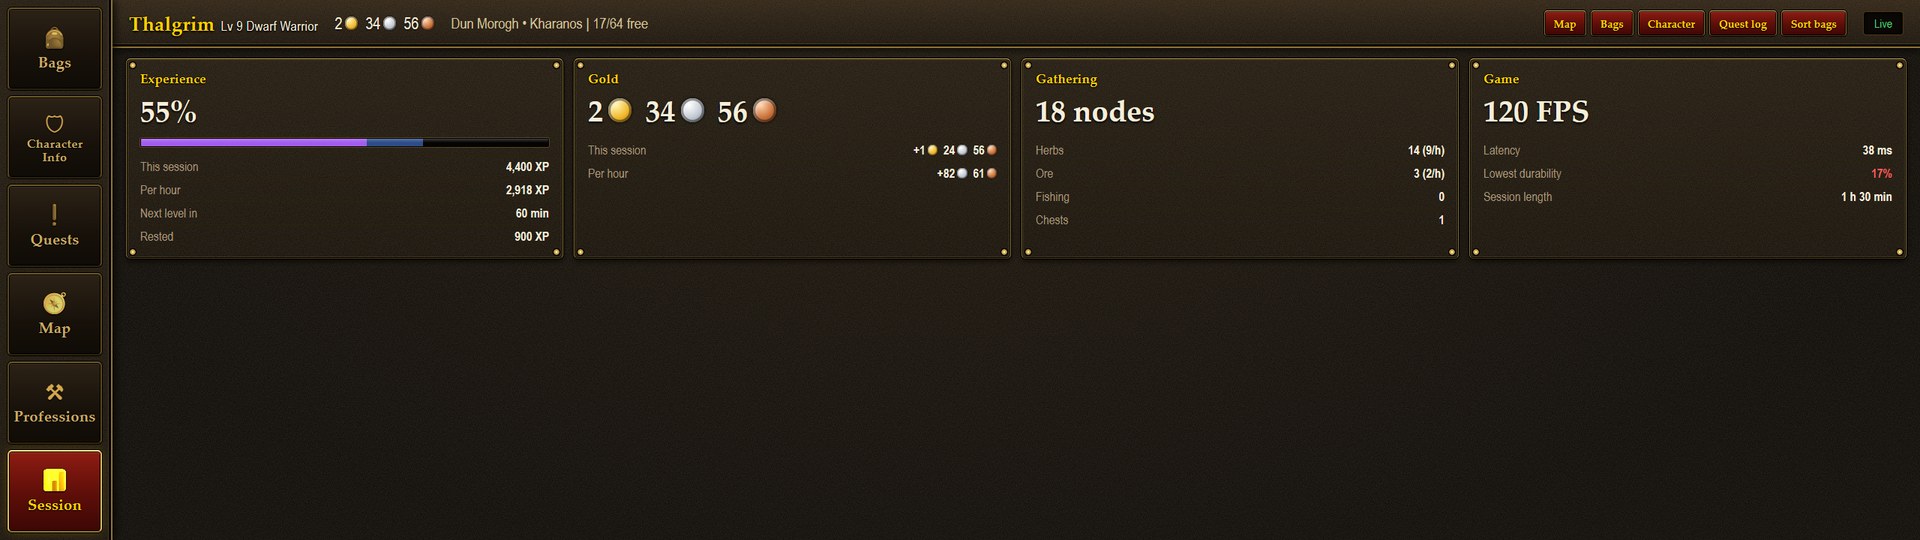 Bags
Character
Info
Quests
Map
Professions
Session
Thalgrim Lv 9 Dwarf Warrior 2 34 56 Dun Morogh • Kharanos | 17/64 free
Map Bags Character Quest log Sort bags Live
Experience
55%
This session 4,400 XP
Per hour 2,918 XP
Next level in 60 min
Rested 900 XP
Gold
2 34 56
This session +1 24 56
Per hour +82 61
Gathering
18 nodes
Herbs 14 (9/h)
Ore 3 (2/h)
Fishing 0
Chests 1
Game
120 FPS
Latency 38 ms
Lowest durability 17%
Session length 1 h 30 min